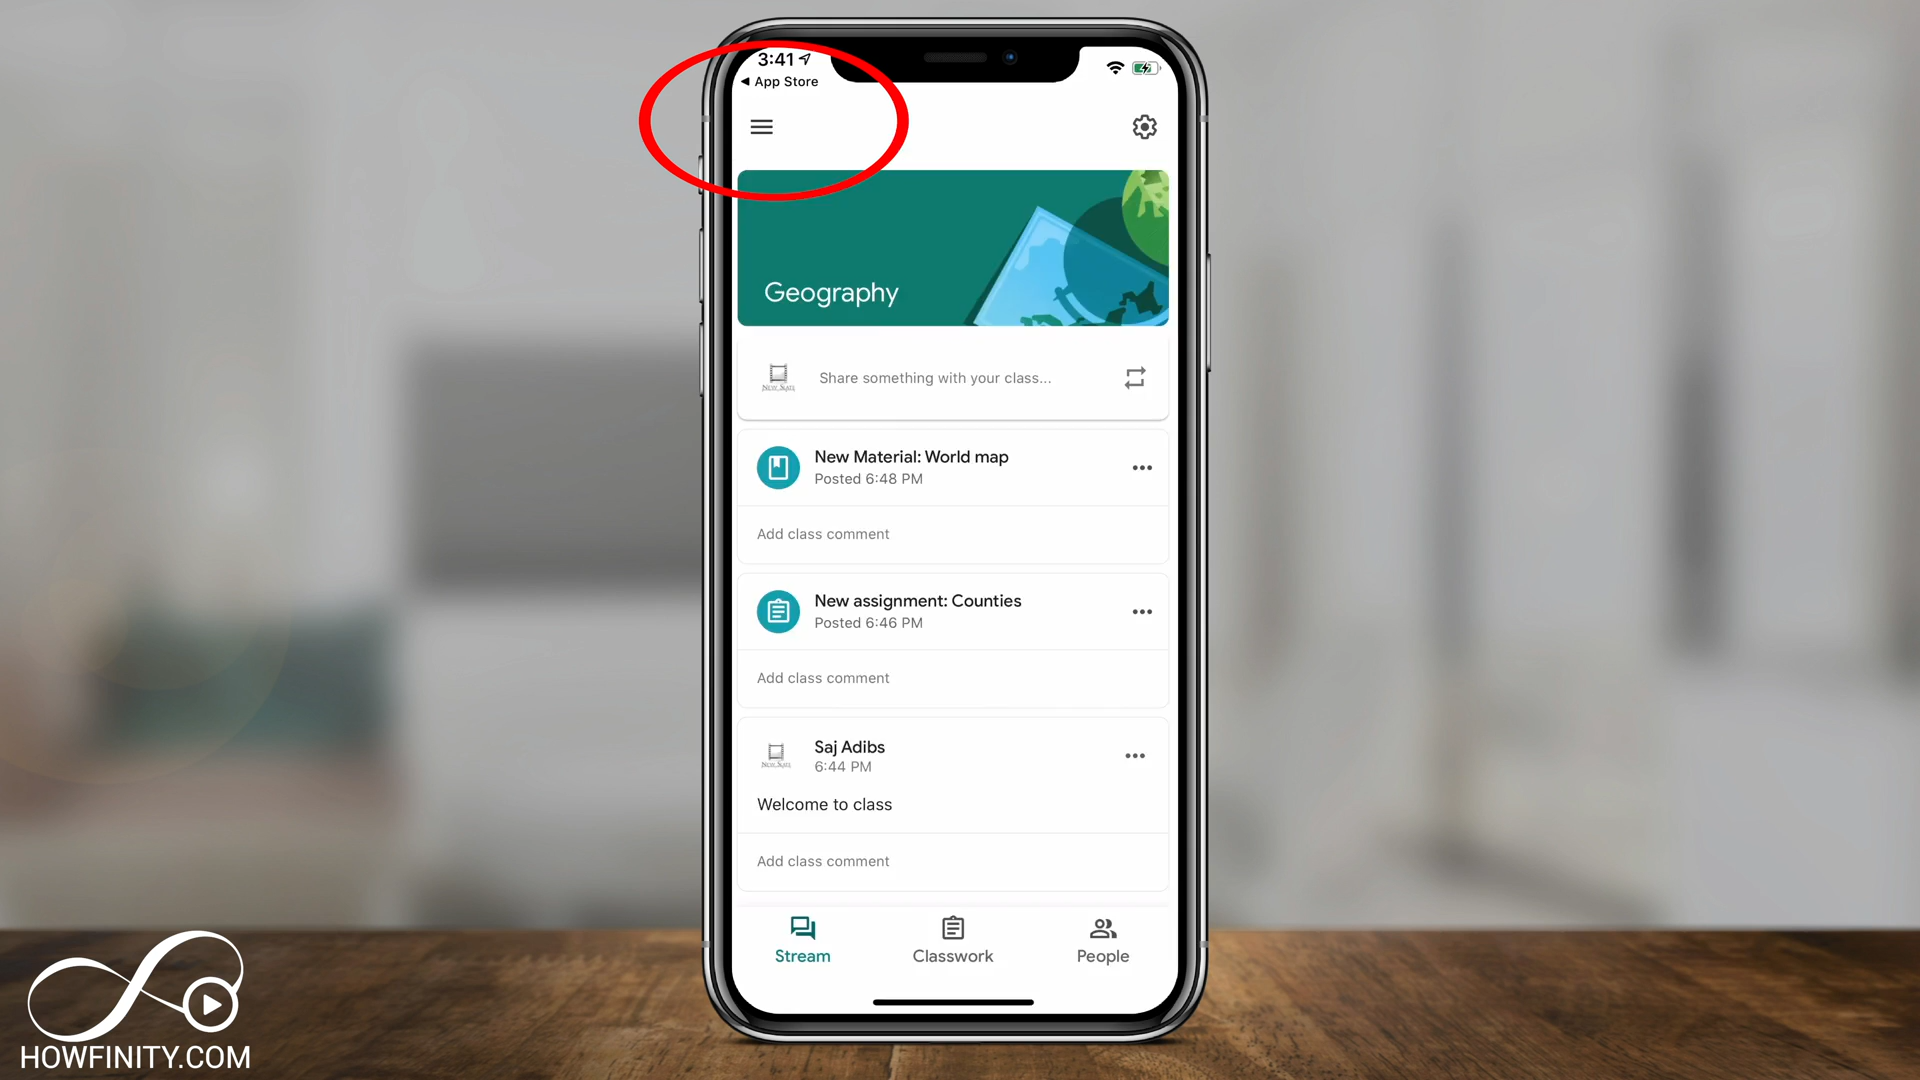 3:41
App Store
Geography
Share something with your class...
New Material: World map
Posted 6:48 PM
Add class comment
New assignment: Counties
Posted 6:46 PM
Add class comment
Saj Adibs
6:44 PM
Welcome to class
Add class comment
Stream
Classwork
People
HOWFINITY.COM